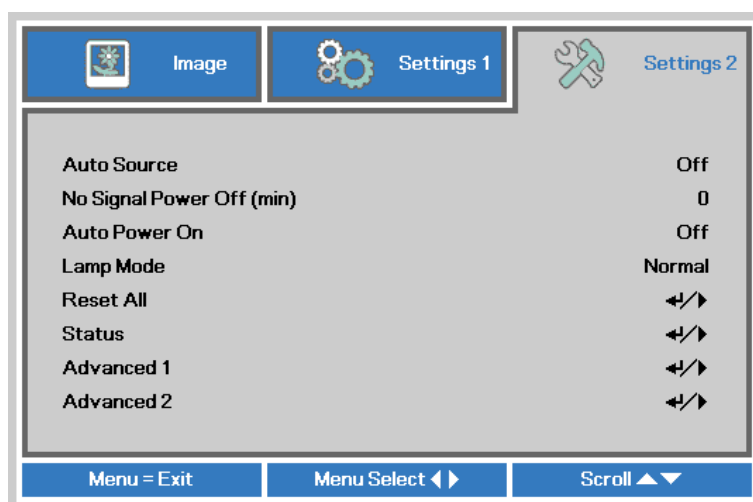 Image Settings 1 Settings 2
Auto Source Off
No Signal Power Off (min) 0
Auto Power On Off
Lamp Mode Normal
Reset All ↵/▶
Status ↵/▶
Advanced 1 ↵/▶
Advanced 2 ↵/▶
Menu = Exit Menu Select ◀▶ Scroll ▲▼